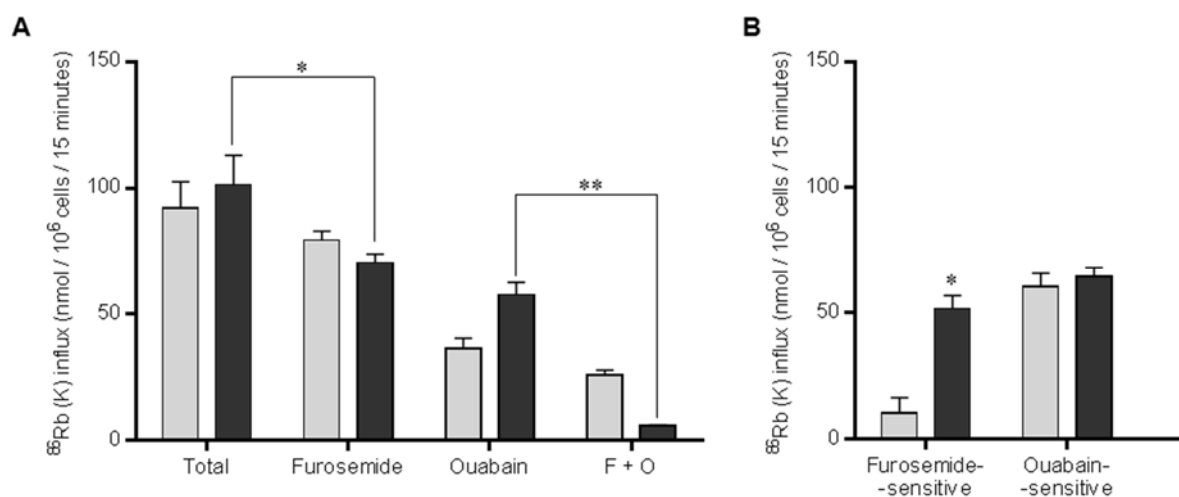 A
⁸⁶Rb (K) influx (nmol / 10⁶ cells / 15 minutes)
150
100
50
0
*
**
Total
Furosemide
Ouabain
F + O
B
⁸⁶Rb (K) influx (nmol / 10⁶ cells / 15 minutes)
150
100
50
0
*
Furosemide-
-sensitive
Ouabain-
-sensitive